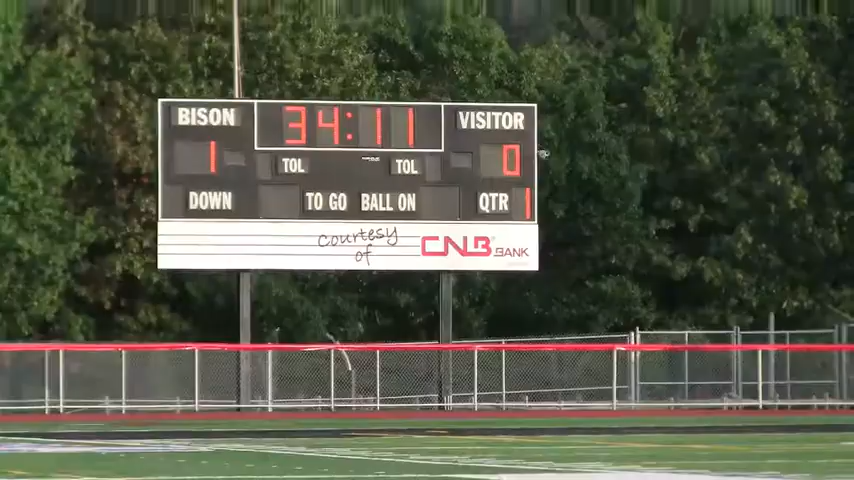 BISON 34:11 VISITOR
1 TOL TOL 0
DOWN TO GO BALL ON QTR 1
courtesy of CNB BANK